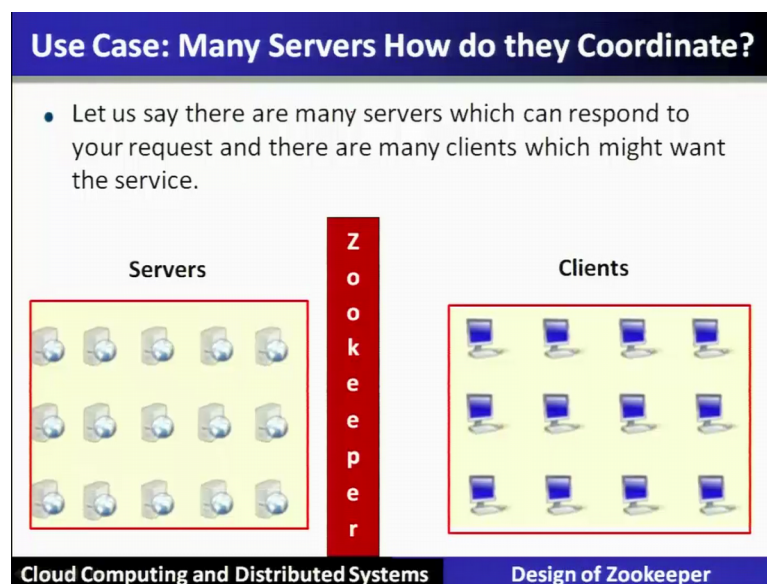 Use Case: Many Servers How do they Coordinate?
Let us say there are many servers which can respond to
your request and there are many clients which might want
the service.
Servers
Z
o
o
k
e
e
p
e
r
Clients
Cloud Computing and Distributed Systems
Design of Zookeeper